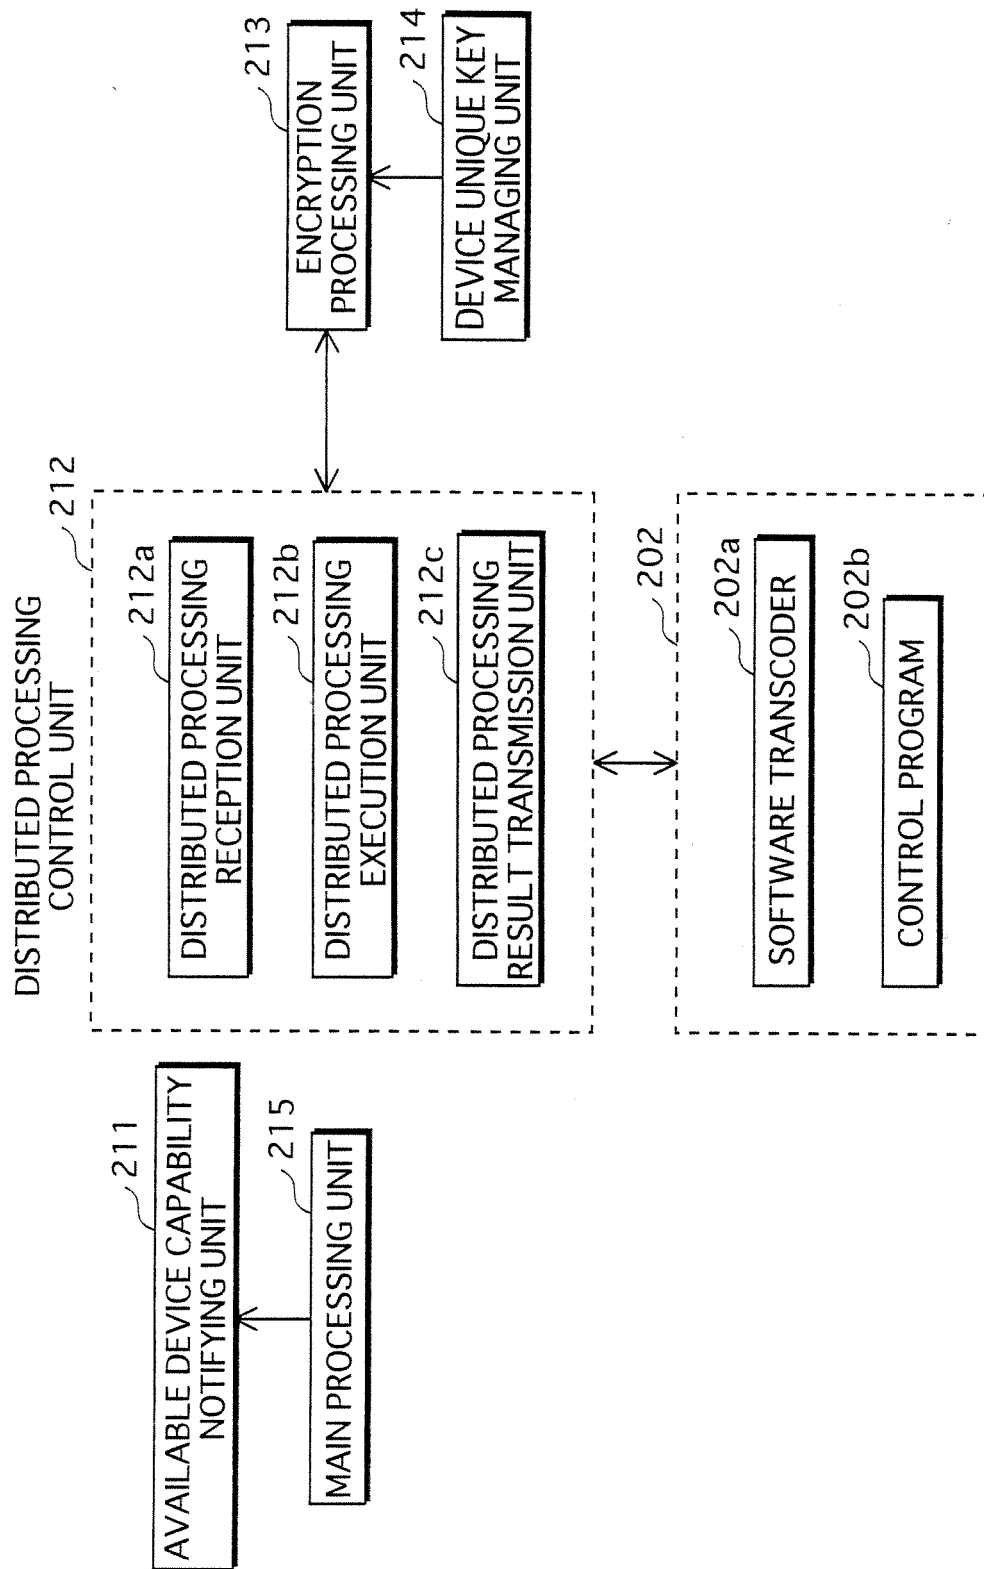 211
AVAILABLE DEVICE CAPABILITY
NOTIFYING UNIT
215
MAIN PROCESSING UNIT
DISTRIBUTED PROCESSING
CONTROL UNIT
212
212a
DISTRIBUTED PROCESSING
RECEPTION UNIT
212b
DISTRIBUTED PROCESSING
EXECUTION UNIT
212c
DISTRIBUTED PROCESSING
RESULT TRANSMISSION UNIT
202
202a
SOFTWARE TRANSCODER
202b
CONTROL PROGRAM
213
ENCRYPTION
PROCESSING UNIT
214
DEVICE UNIQUE KEY
MANAGING UNIT